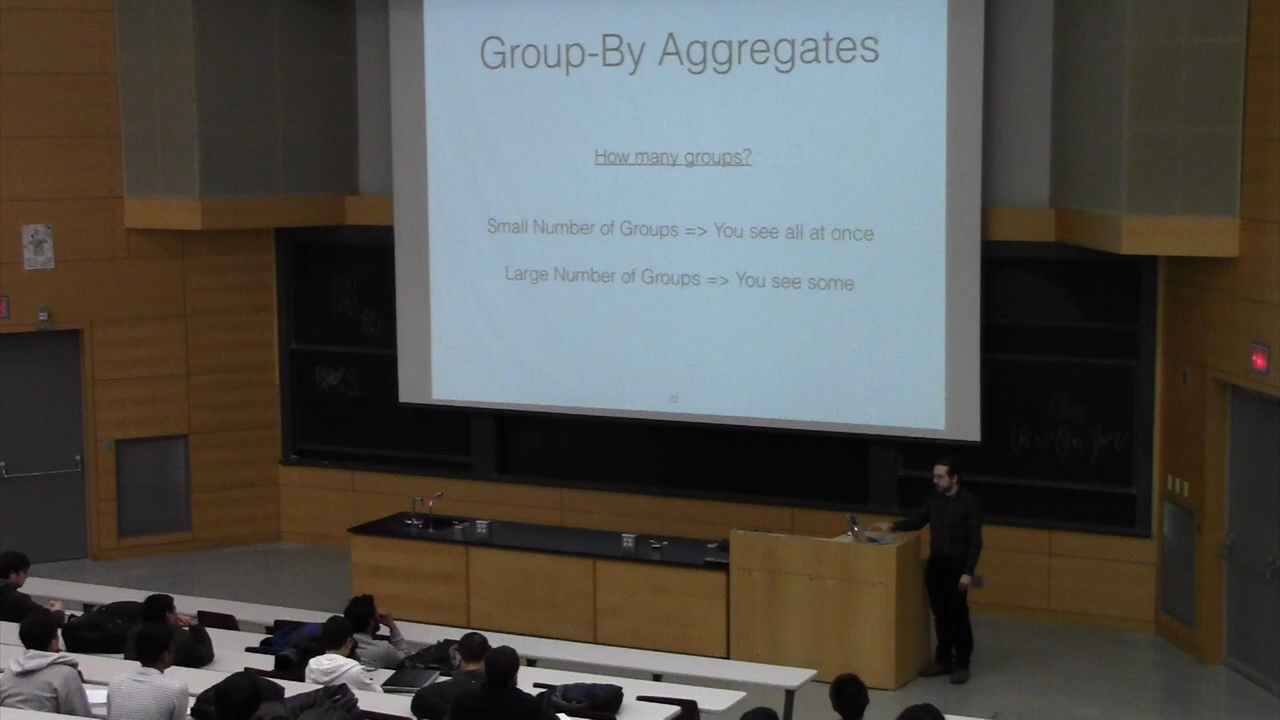 Group-By Aggregates
How many groups?
Small Number of Groups => You see all at once
Large Number of Groups => You see some